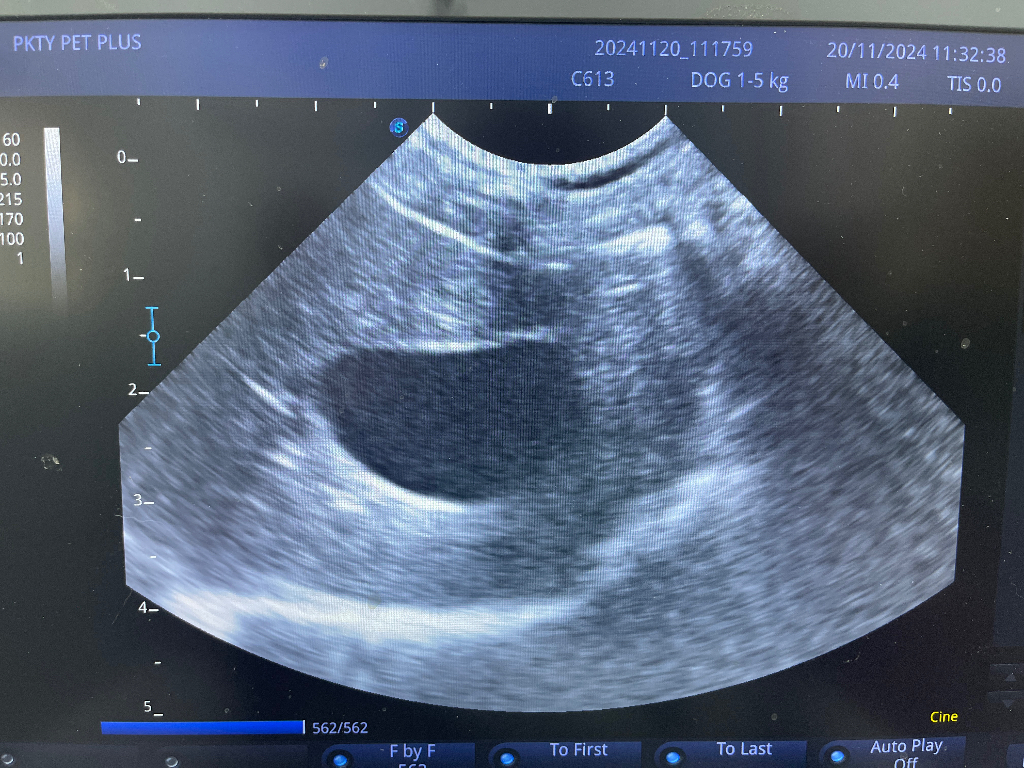 PKTY PET PLUS
20241120_111759
20/11/2024 11:32:38
C613
DOG 1-5 kg
MI 0.4
TIS 0.0
60
0.0
5.0
215
170
100
1
S
0
1
2
3
4
5
Cine
562/562
F by F
To First
To Last
Auto Play
Off